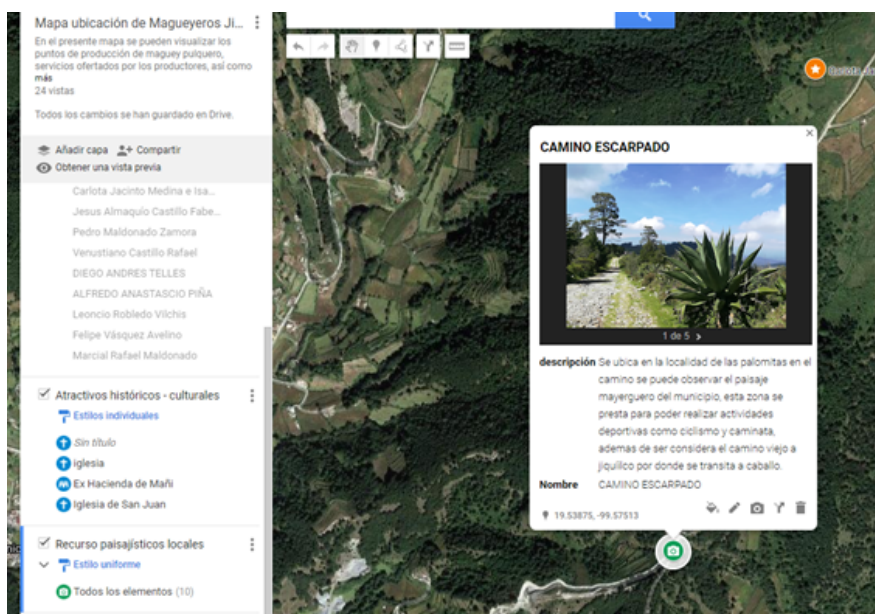 Mapa ubicación de Magueyeros Ji...
En el presente mapa se pueden visualizar los
puntos de producción de maguey pulquero,
servicios ofertados por los productores, así como
más
24 vistas
Todos los cambios se han guardado en Drive.
Añadir capa Compartir
Obtener una vista previa
Carlota Jacinto Medina e Isa...
Jesus Almaquio Castillo Fabe...
Pedro Maldonado Zamora
Venustiano Castillo Rafael
DIEGO ANDRES TELLES
ALFREDO ANASTASCIO PIÑA
Leoncio Robledo Vilchis
Felipe Vásquez Avelino
Marcial Rafael Maldonado
Atractivos históricos - culturales
Estilos individuales
Sin título
iglesia
Ex Hacienda de Mañi
Iglesia de San Juan
Recurso paisajísticos locales
Estilo uniforme
Todos los elementos (10)
CAMINO ESCARPADO
1 de 5
descripción Se ubica en la localidad de las palomitas en el
camino se puede observar el paisaje
mayerguero del municipio, esta zona se
presta para poder realizar actividades
deportivas como ciclismo y caminata,
ademas de ser considera el camino viejo a
jiquílco por donde se transita a caballo.
Nombre CAMINO ESCARPADO
19.53875, -99.57513